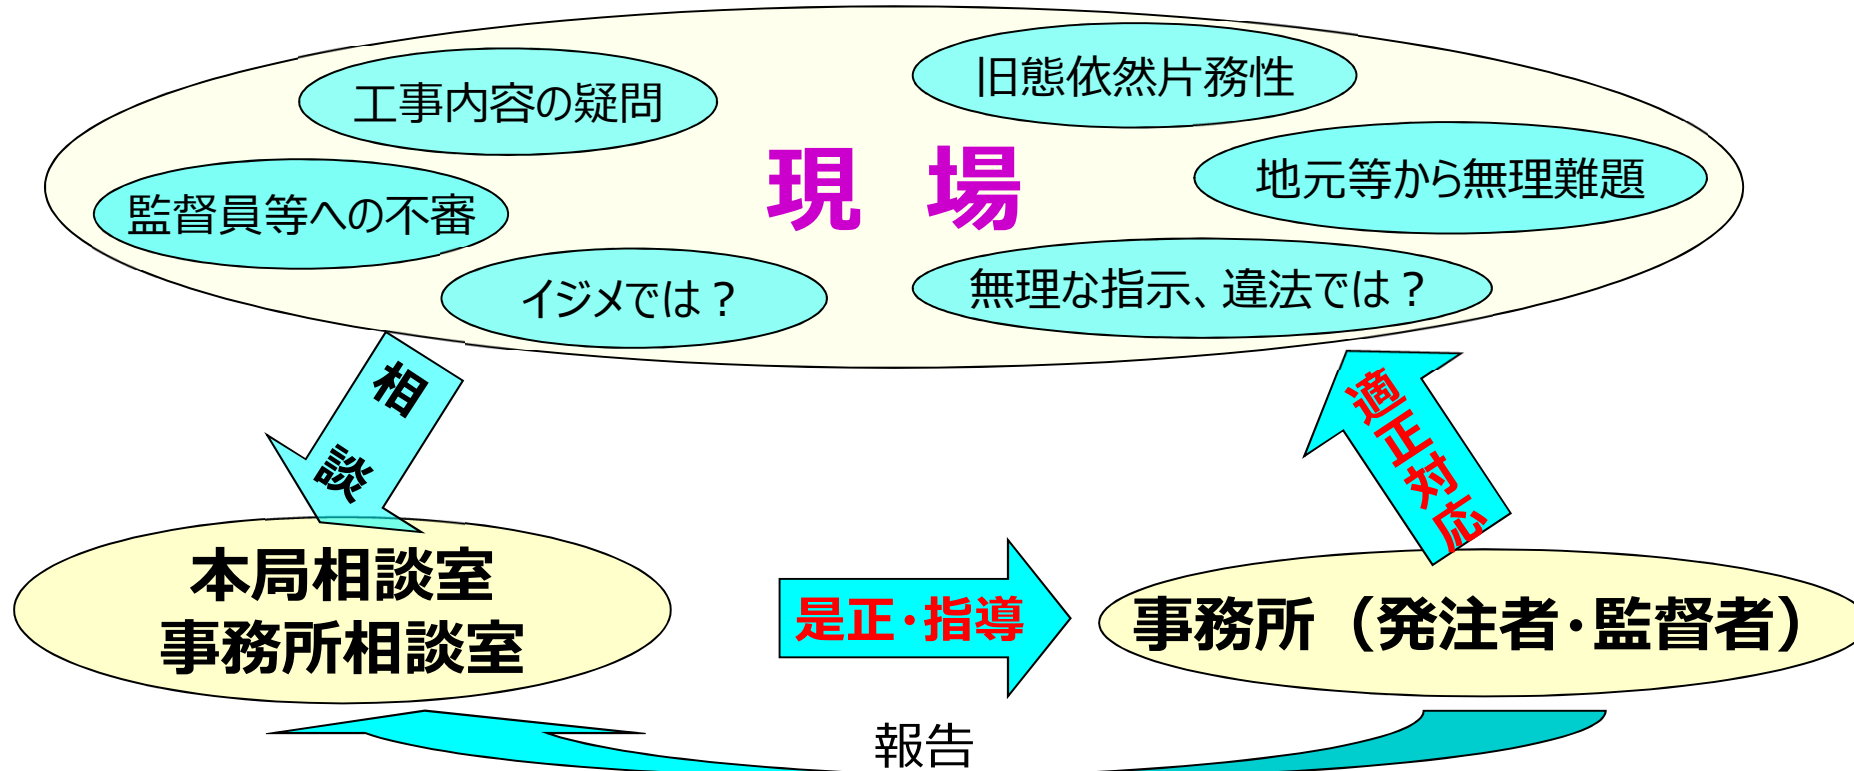 工事内容の疑問
旧態依然片務性
現 場
地元等から無理難題
監督員等への不審
イジメでは？
無理な指示、違法では？
相談
適正対応
本局相談室
事務所相談室
是正・指導
事務所（発注者・監督者）
報告